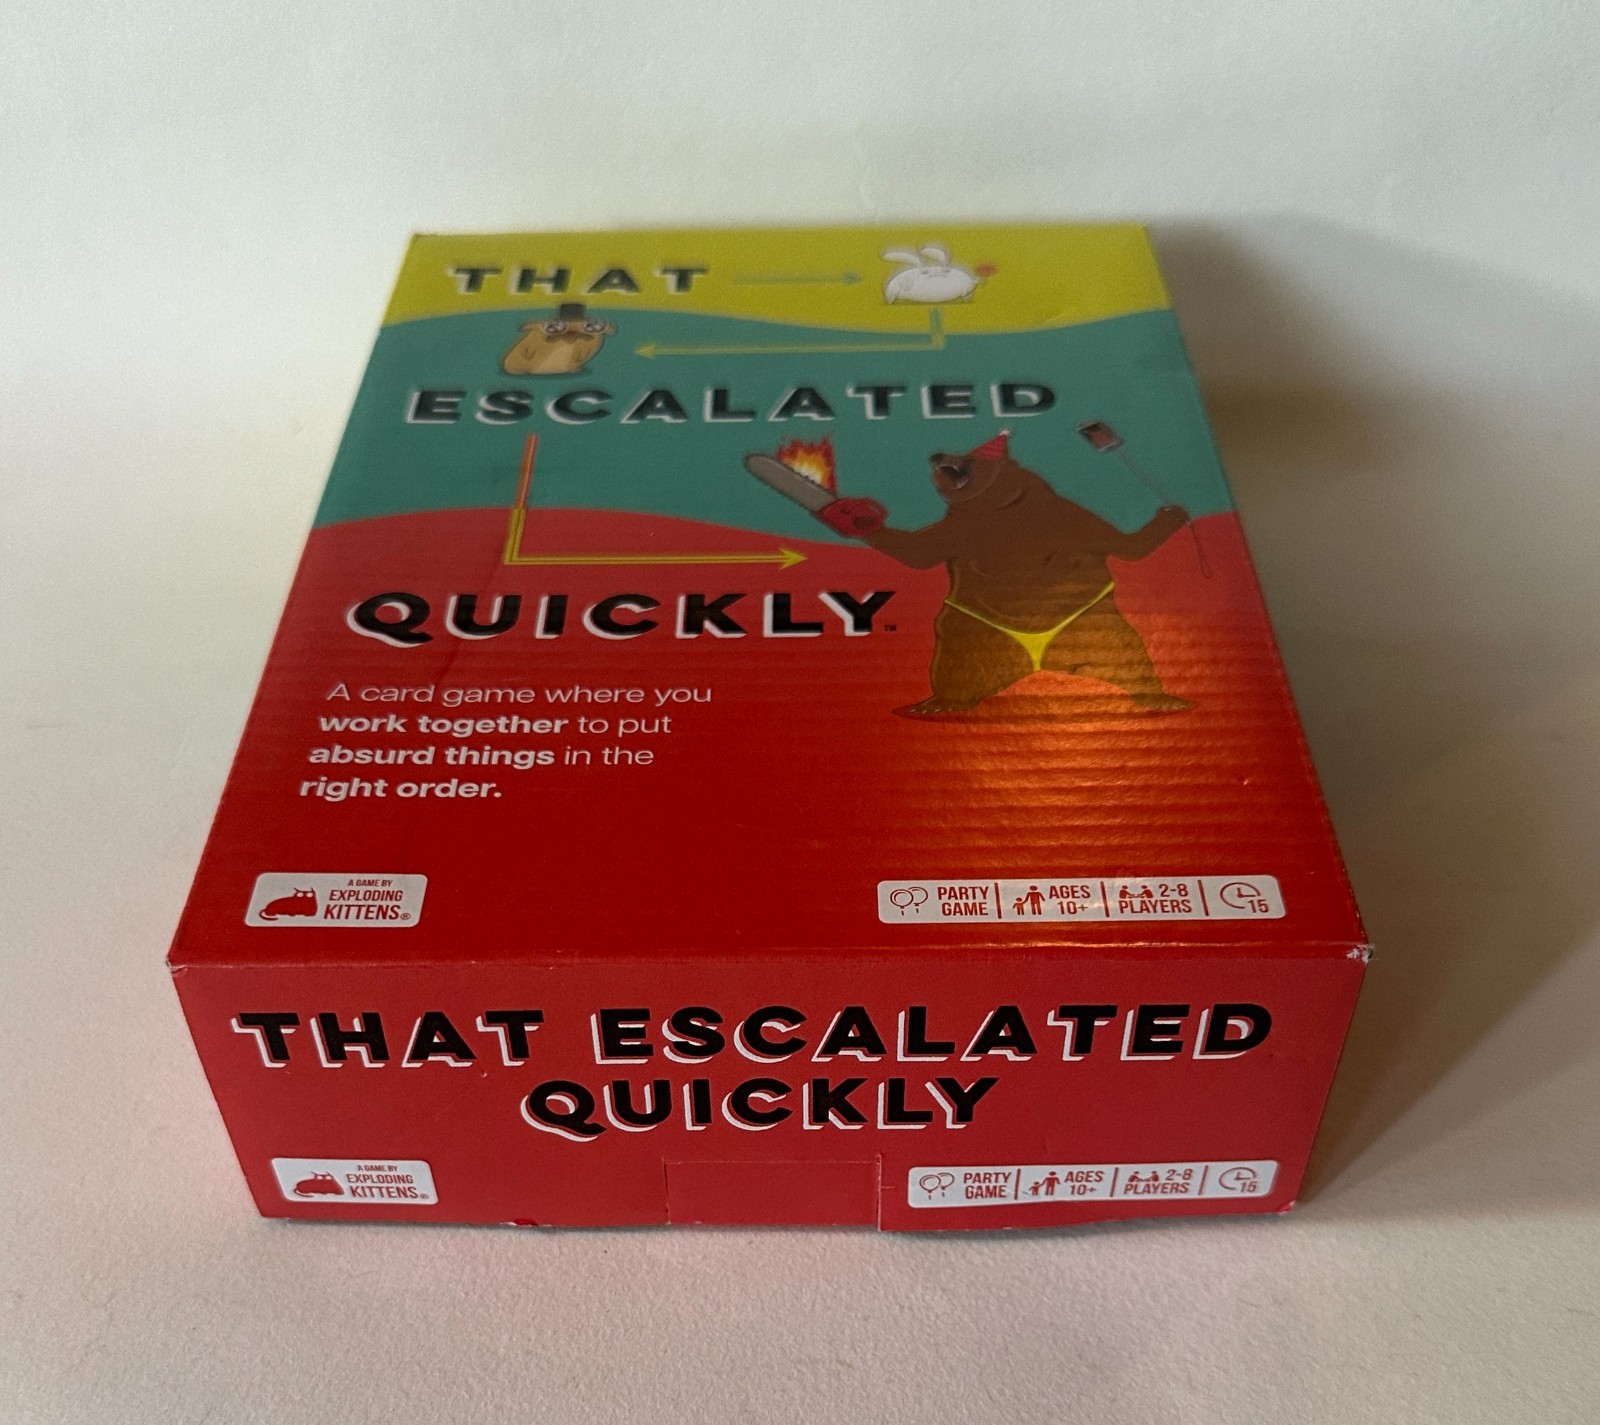 THAT
ESCALATED
QUICKLY™
A card game where you
work together to put
absurd things in the
right order.
A GAME BY
EXPLODING
KITTENS®
PARTY
GAME
AGES
10+
2-8
PLAYERS
15
THAT ESCALATED
QUICKLY
A GAME BY
EXPLODING
KITTENS®
PARTY
GAME
AGES
10+
2-8
PLAYERS
15